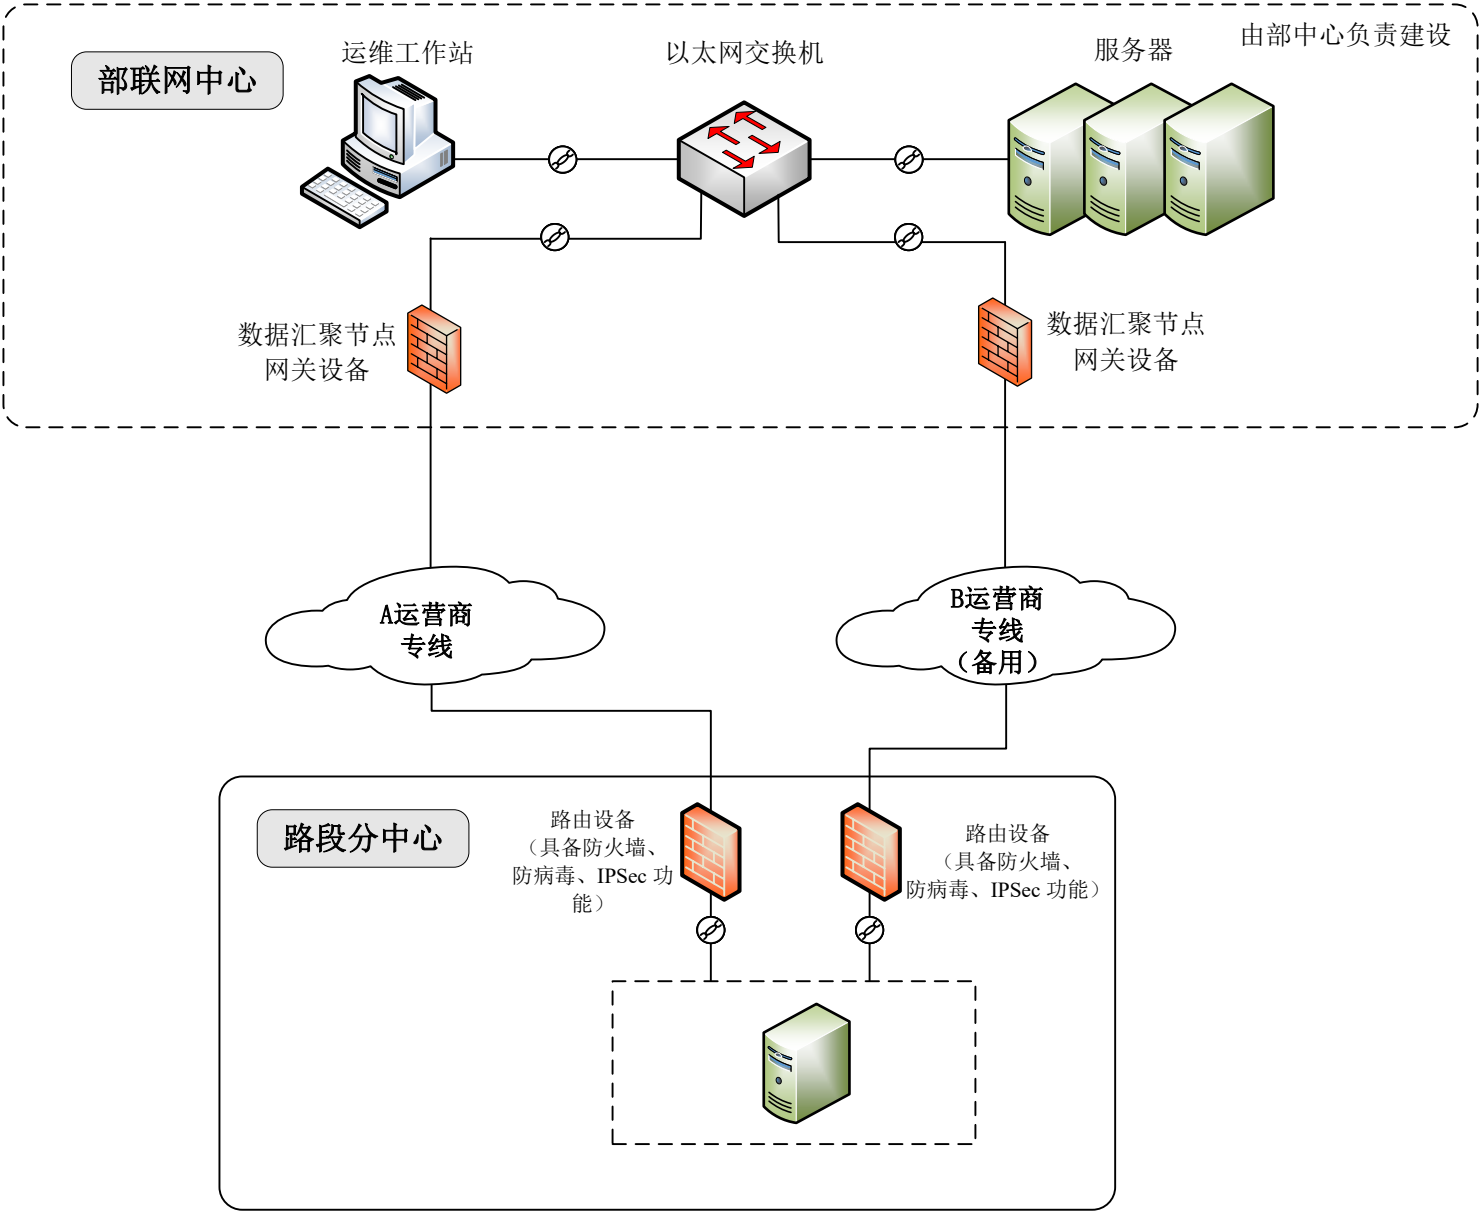 由部中心负责建设
部联网中心
运维工作站
以太网交换机
服务器
数据汇聚节点
网关设备
数据汇聚节点
网关设备
A运营商
专线
B运营商
专线
（备用）
路段分中心
路由设备
（具备防火墙、
防病毒、IPSec 功
能）
路由设备
（具备防火墙、
防病毒、IPSec 功能）